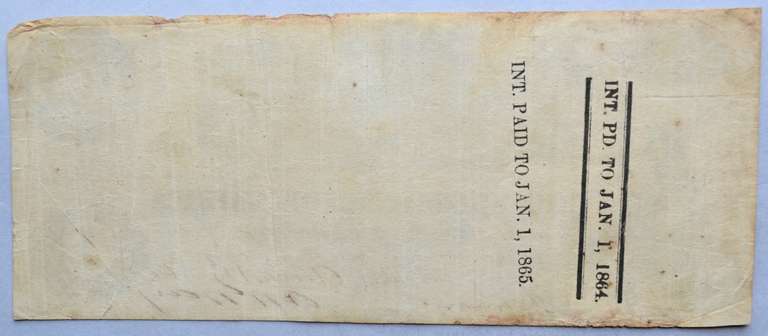 INT. PD. TO JAN. 1, 1864.
INT. PAID TO JAN. 1, 1865.